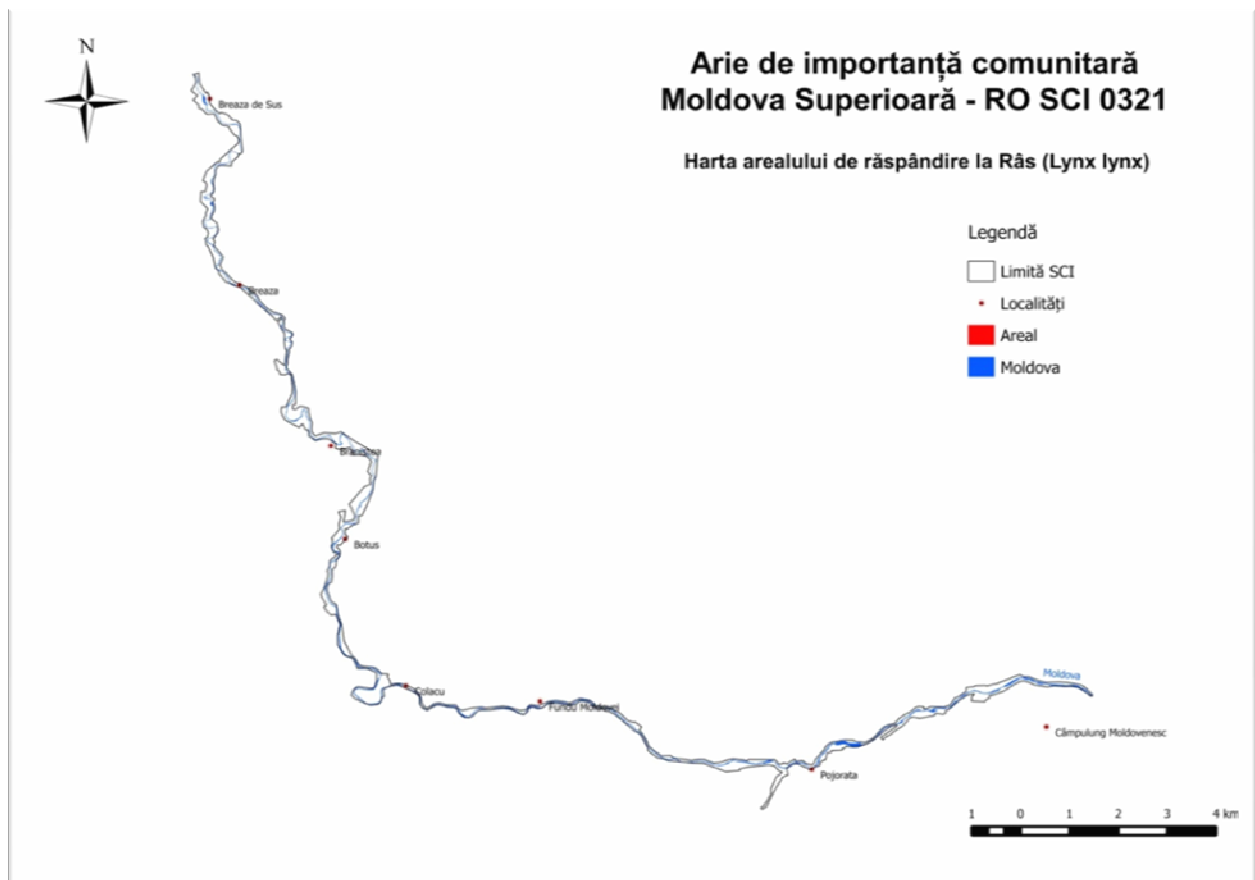 N
Arie de importanță comunitară
Moldova Superioară - RO SCI 0321
Harta arealului de răspândire la Râs (Lynx lynx)
Legendă
Limită SCI
Localități
Areal
Moldova
Breaza de Sus
Breaza
Botus
Colacu
Fundu Moldovei
Moldova
Câmpulung Moldovenesc
Pojorata
1 0 1 2 3 4 km